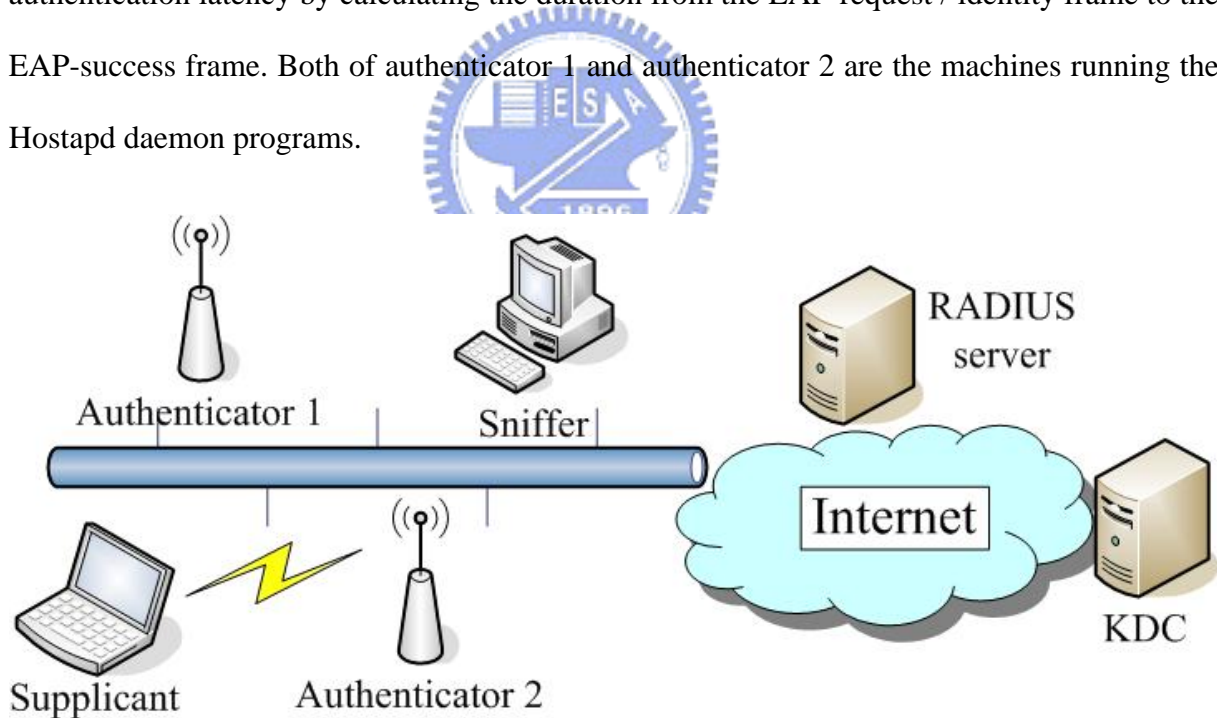 authentication latency by calculating the duration from the EAP-request / identity frame to the
EAP-success frame. Both of authenticator 1 and authenticator 2 are the machines running the
Hostapd daemon programs.
E S A
1896
Authenticator 1
Sniffer
RADIUS
server
Internet
KDC
Supplicant
Authenticator 2